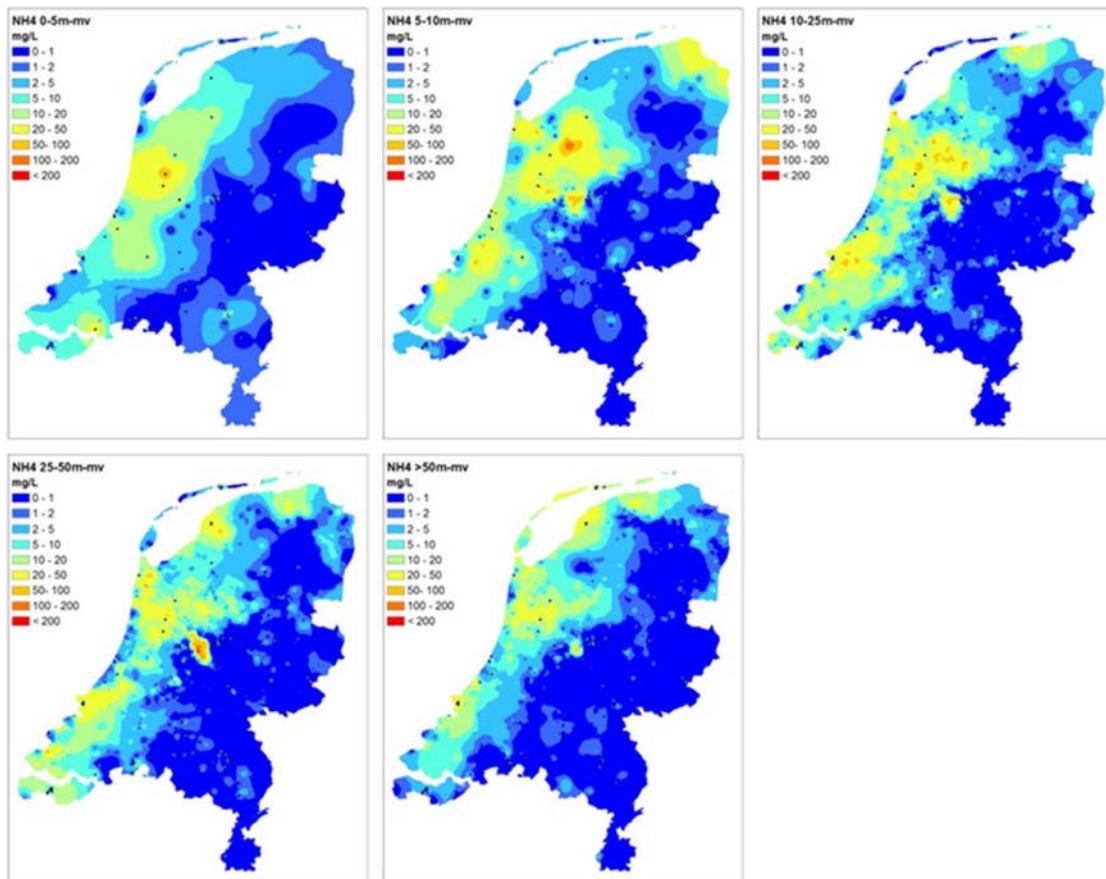 NH4 0-5m-mv
mg/L
0 - 1
1 - 2
2 - 5
5 - 10
10 - 20
20 - 50
50- 100
100 - 200
< 200
NH4 5-10m-mv
mg/L
0 - 1
1 - 2
2 - 5
5 - 10
10 - 20
20 - 50
50- 100
100 - 200
< 200
NH4 10-25m-mv
mg/L
0 - 1
1 - 2
2 - 5
5 - 10
10 - 20
20 - 50
50- 100
100 - 200
< 200
NH4 25-50m-mv
mg/L
0 - 1
1 - 2
2 - 5
5 - 10
10 - 20
20 - 50
50- 100
100 - 200
< 200
NH4 >50m-mv
mg/L
0 - 1
1 - 2
2 - 5
5 - 10
10 - 20
20 - 50
50- 100
100 - 200
< 200